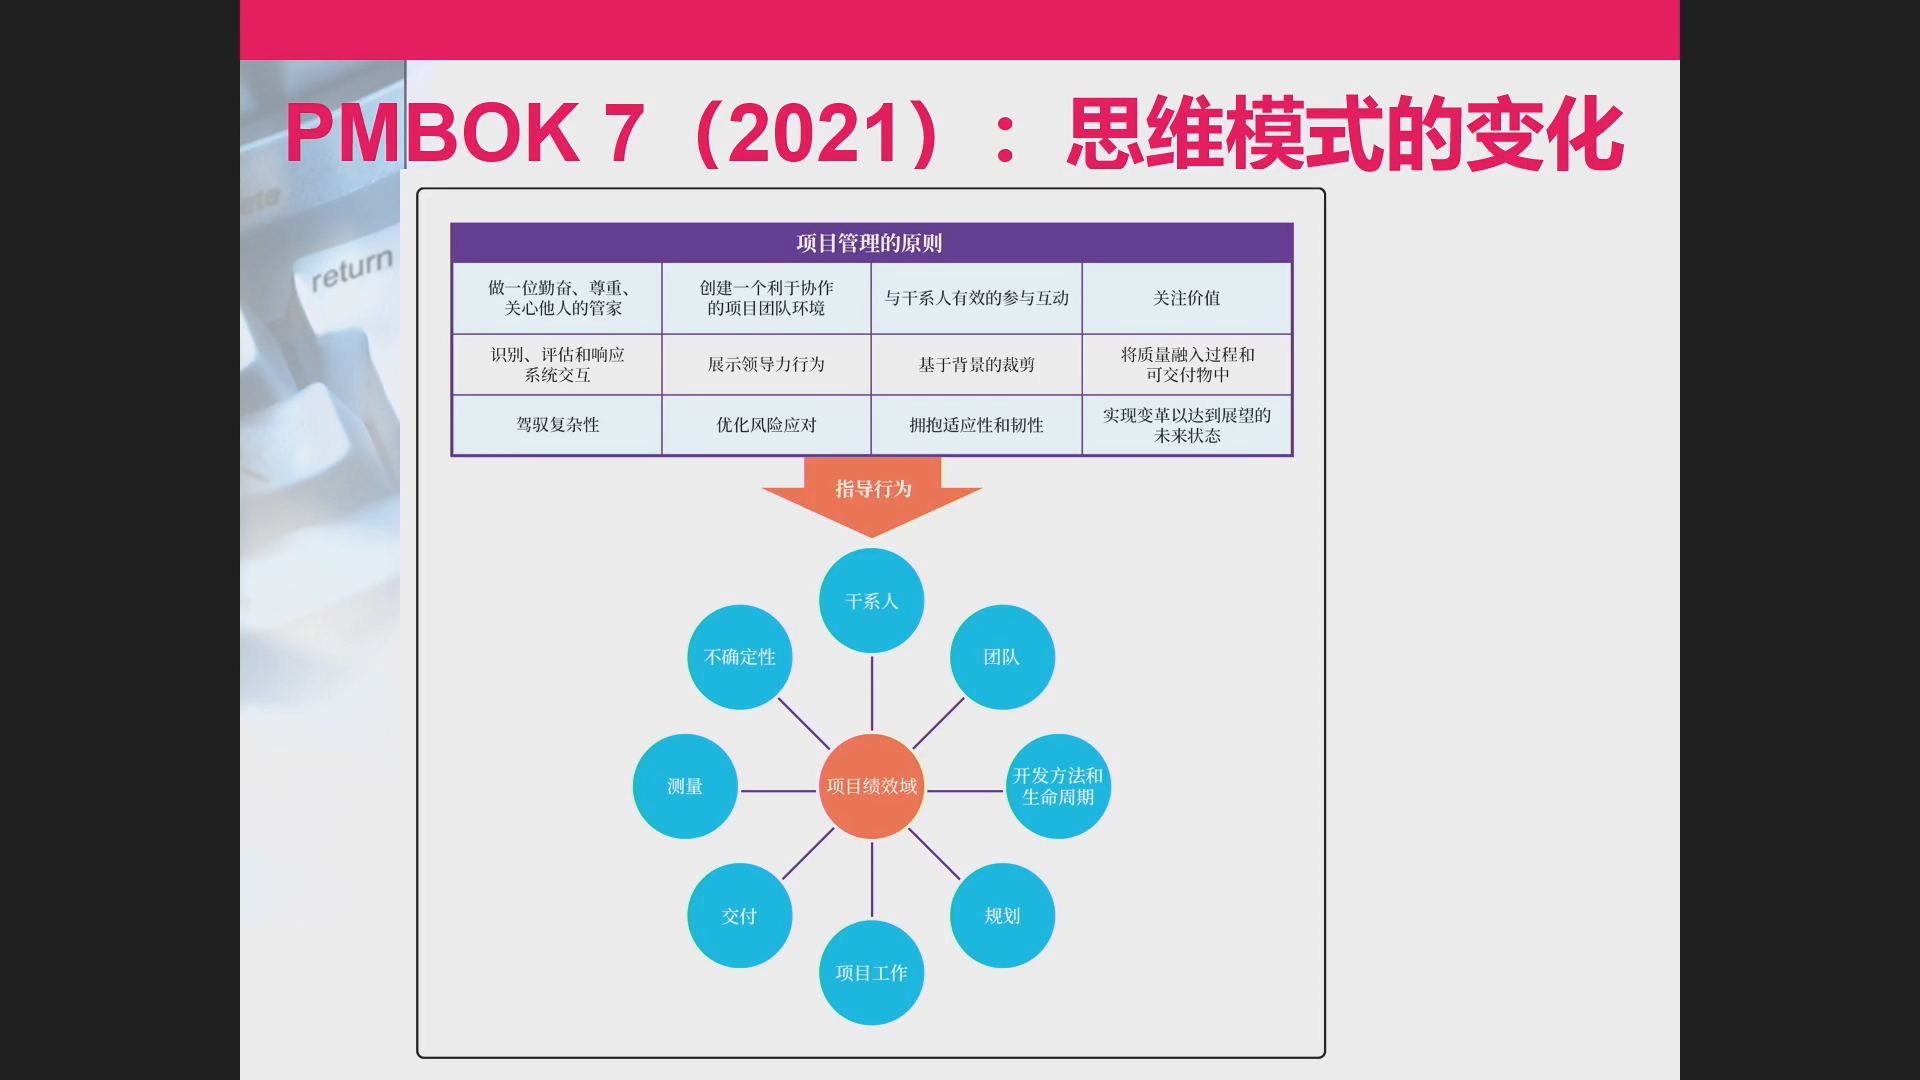 PMBOK 7（2021）：思维模式的变化
return
项目管理的原则
做一位勤奋、尊重、
关心他人的管家
创建一个利于协作
的项目团队环境
与干系人有效的参与互动
关注价值
识别、评估和响应
系统交互
展示领导力行为
基于背景的裁剪
将质量融入过程和
可交付物中
驾驭复杂性
优化风险应对
拥抱适应性和韧性
实现变革以达到展望的
未来状态
指导行为
干系人
不确定性
团队
测量
项目绩效域
开发方法和
生命周期
交付
规划
项目工作